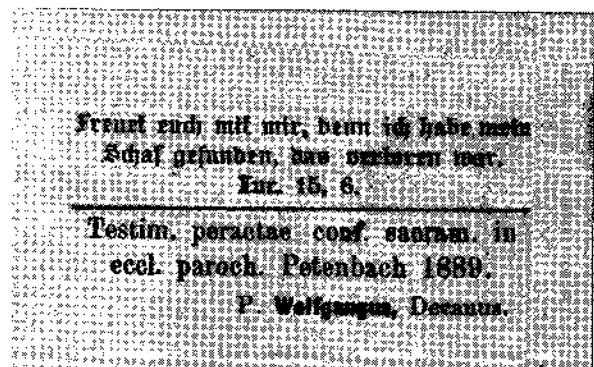 Freuet euch mit mir, denn ich habe mein
Schaf gefunden, das verloren war.
Luc. 15, 6.
Testim. peractae conf. sacram. in
eccl. paroch. Petenbach 1889.
P. Wolfgangus, Decanus.